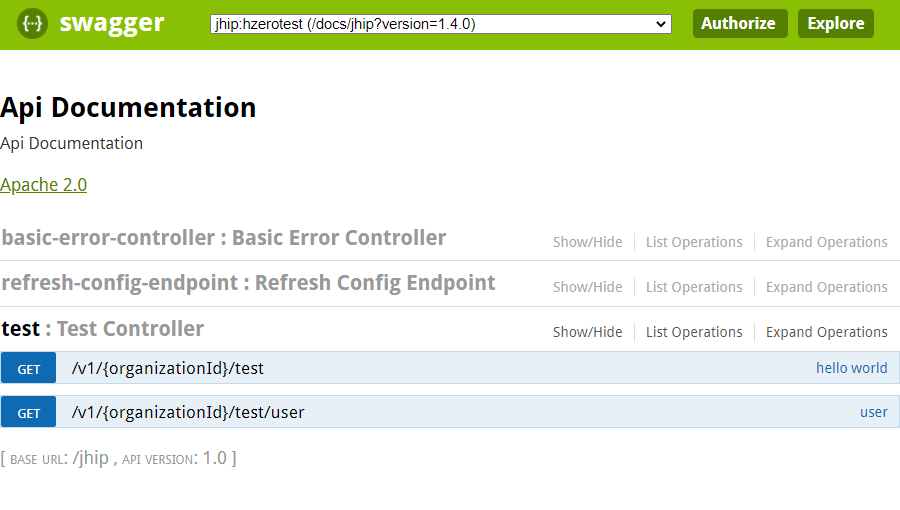 {··} swagger jhip:hzerotest (/docs/jhip?version=1.4.0) Authorize Explore
Api Documentation
Api Documentation
Apache 2.0
basic-error-controller : Basic Error Controller Show/Hide List Operations Expand Operations
refresh-config-endpoint : Refresh Config Endpoint Show/Hide List Operations Expand Operations
test : Test Controller Show/Hide List Operations Expand Operations
GET /v1/{organizationId}/test hello world
GET /v1/{organizationId}/test/user user
[ BASE URL: /jhip , API VERSION: 1.0 ]